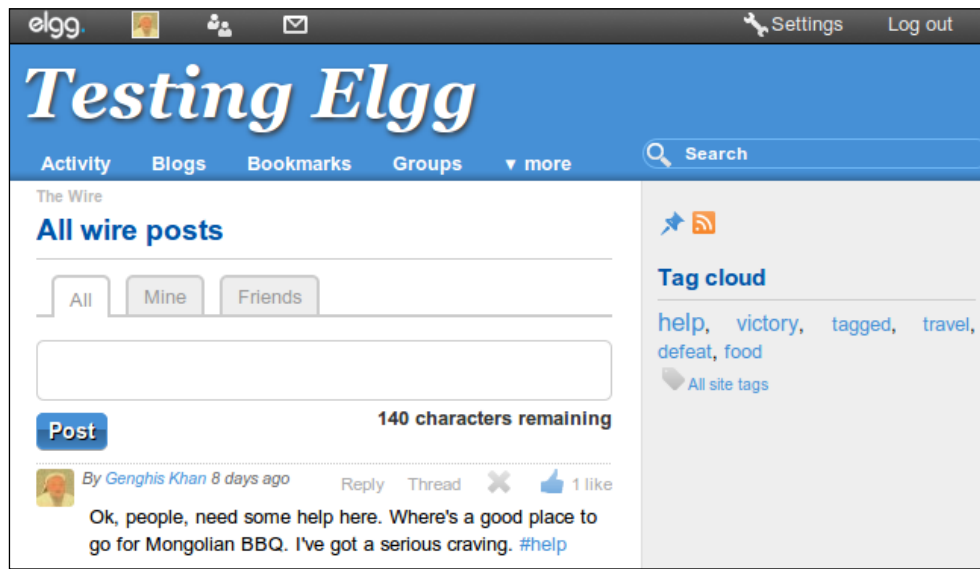 elgg.
Settings Log out
Testing Elgg
Activity Blogs Bookmarks Groups ▼ more
Search
The Wire
All wire posts
All Mine Friends
140 characters remaining
Post
By Genghis Khan 8 days ago Reply Thread 1 like
Ok, people, need some help here. Where's a good place to
go for Mongolian BBQ. I've got a serious craving. #help
Tag cloud
help, victory, tagged, travel,
defeat, food
All site tags